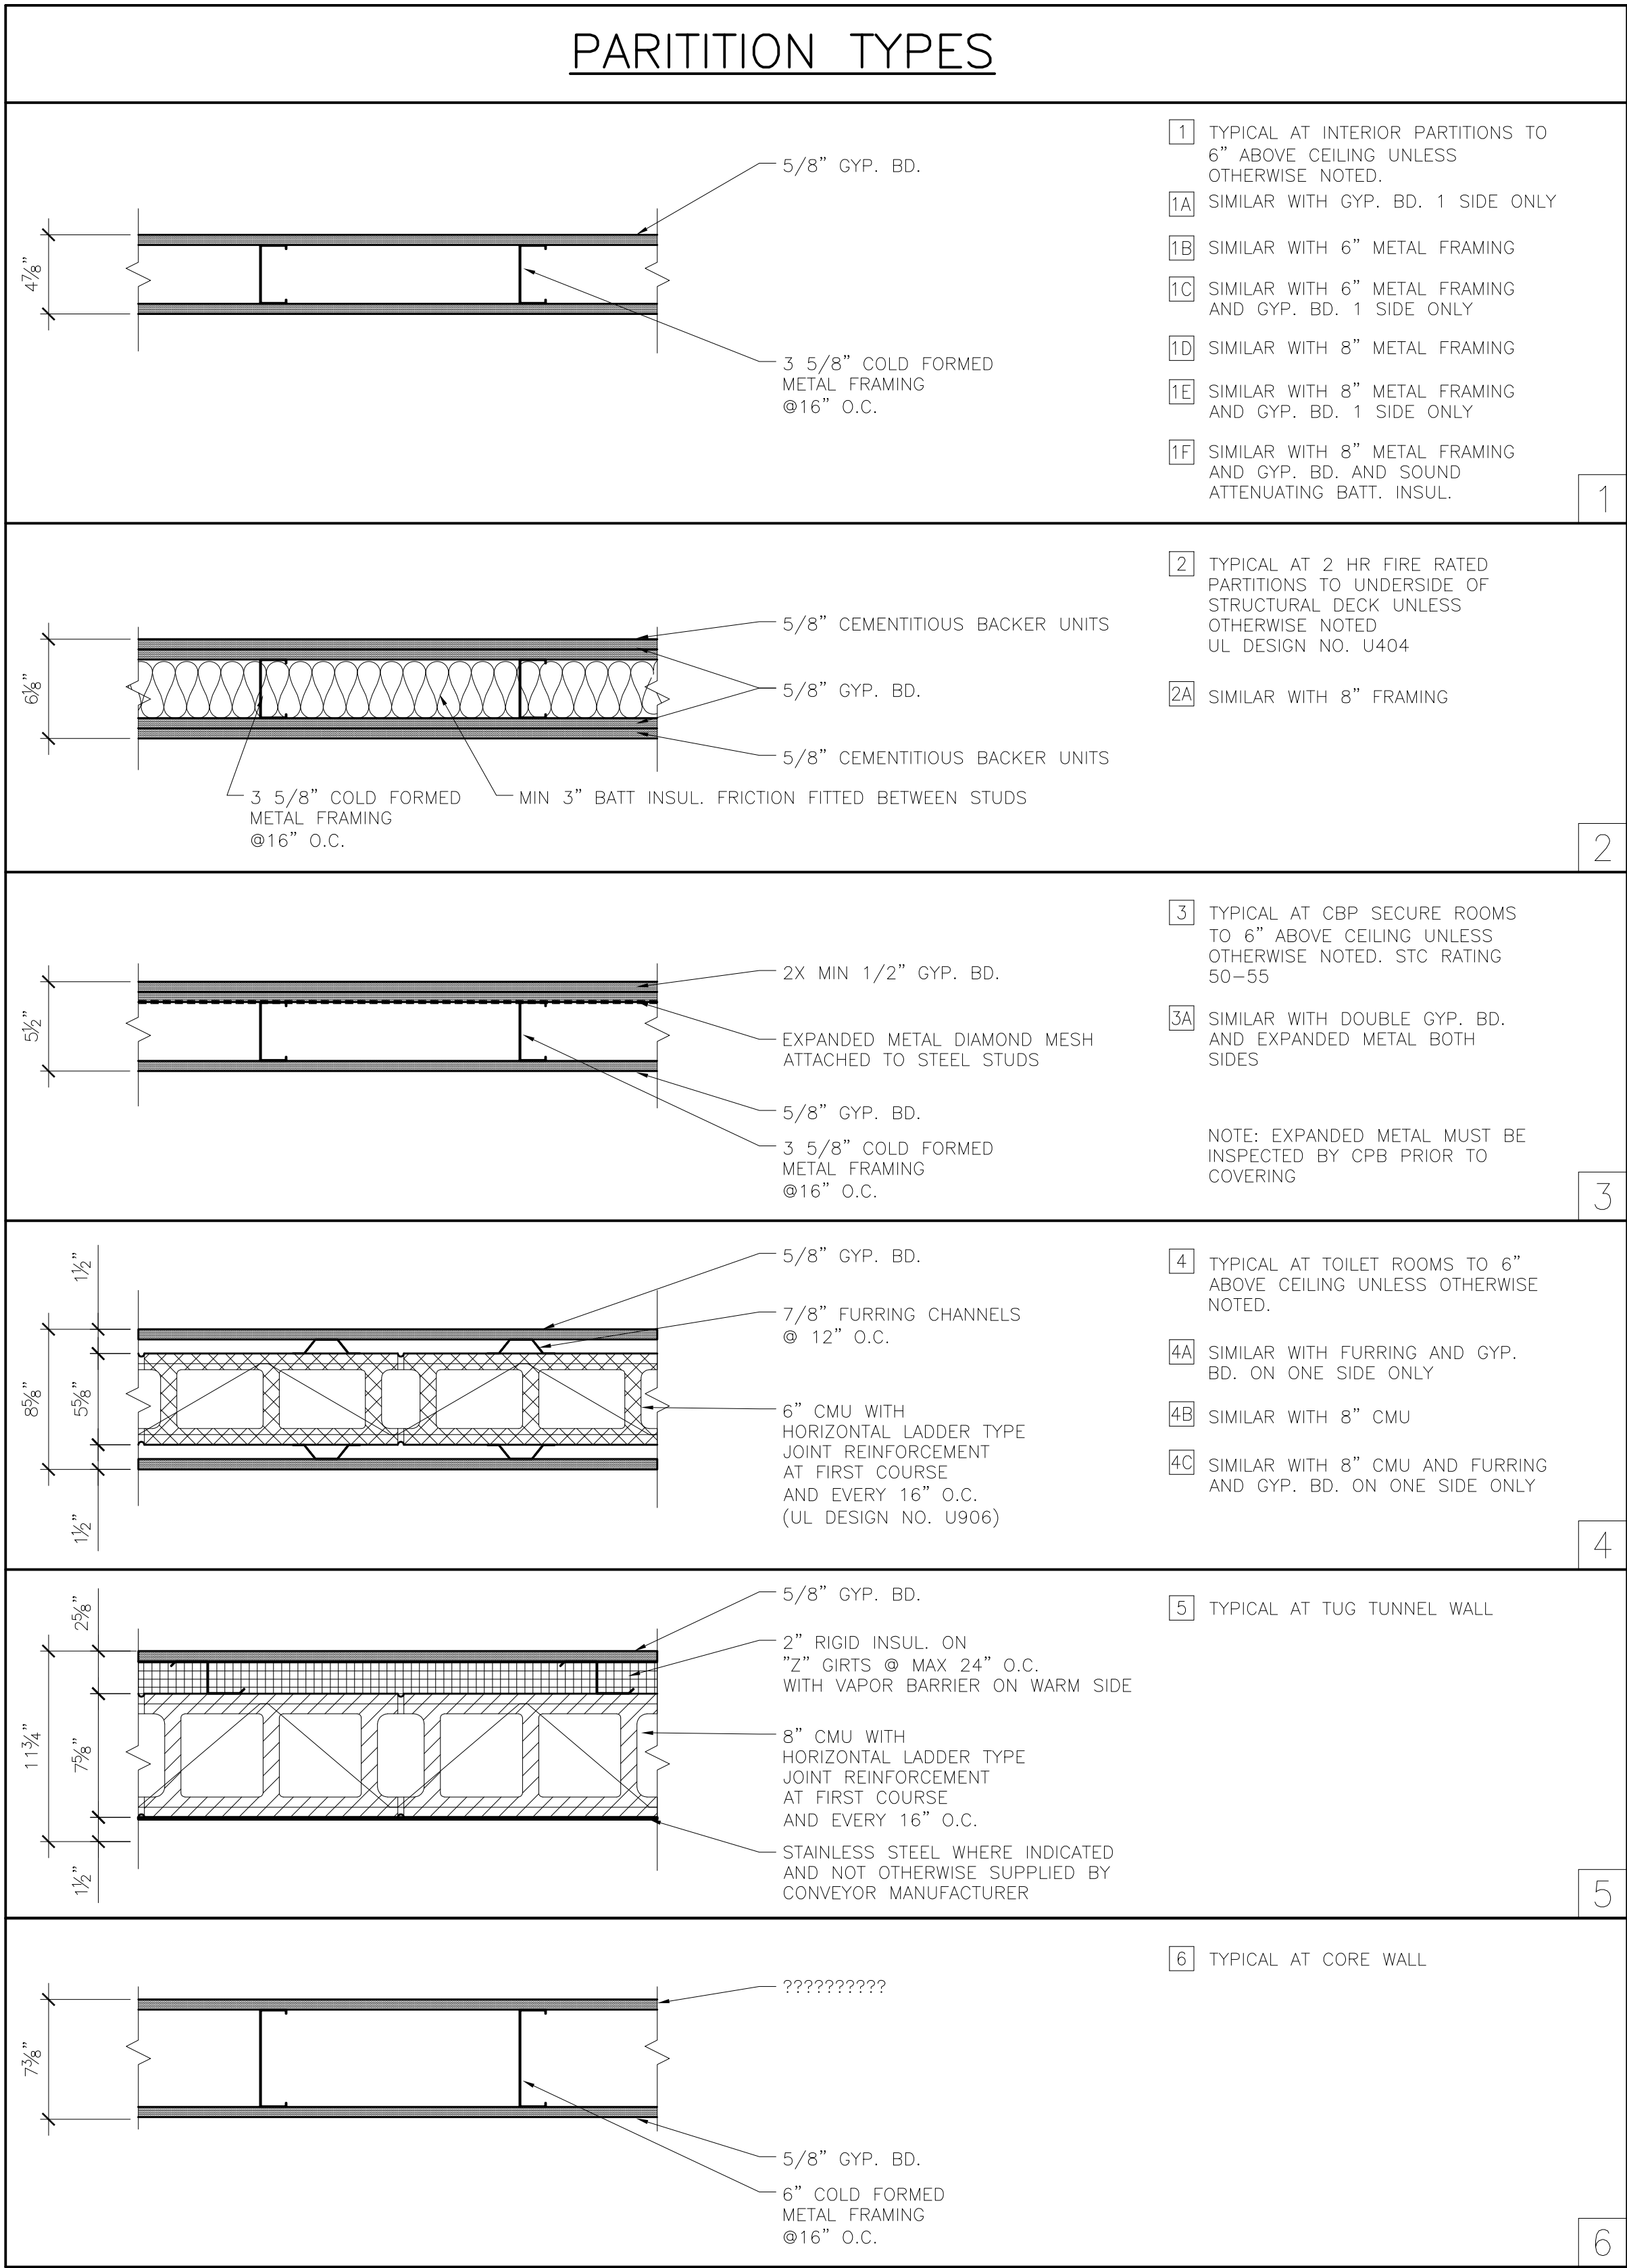 PARITITION TYPES
4⅞"
5/8" GYP. BD.
3 5/8" COLD FORMED
METAL FRAMING
@16" O.C.
1 TYPICAL AT INTERIOR PARTITIONS TO
6" ABOVE CEILING UNLESS
OTHERWISE NOTED.
1A SIMILAR WITH GYP. BD. 1 SIDE ONLY
1B SIMILAR WITH 6" METAL FRAMING
1C SIMILAR WITH 6" METAL FRAMING
AND GYP. BD. 1 SIDE ONLY
1D SIMILAR WITH 8" METAL FRAMING
1E SIMILAR WITH 8" METAL FRAMING
AND GYP. BD. 1 SIDE ONLY
1F SIMILAR WITH 8" METAL FRAMING
AND GYP. BD. AND SOUND
ATTENUATING BATT. INSUL.
1
6⅛"
5/8" CEMENTITIOUS BACKER UNITS
5/8" GYP. BD.
5/8" CEMENTITIOUS BACKER UNITS
3 5/8" COLD FORMED
METAL FRAMING
@16" O.C.
MIN 3" BATT INSUL. FRICTION FITTED BETWEEN STUDS
2 TYPICAL AT 2 HR FIRE RATED
PARTITIONS TO UNDERSIDE OF
STRUCTURAL DECK UNLESS
OTHERWISE NOTED
UL DESIGN NO. U404
2A SIMILAR WITH 8" FRAMING
2
5½"
2X MIN 1/2" GYP. BD.
EXPANDED METAL DIAMOND MESH
ATTACHED TO STEEL STUDS
5/8" GYP. BD.
3 5/8" COLD FORMED
METAL FRAMING
@16" O.C.
3 TYPICAL AT CBP SECURE ROOMS
TO 6" ABOVE CEILING UNLESS
OTHERWISE NOTED. STC RATING
50-55
3A SIMILAR WITH DOUBLE GYP. BD.
AND EXPANDED METAL BOTH
SIDES
NOTE: EXPANDED METAL MUST BE
INSPECTED BY CPB PRIOR TO
COVERING
3
1½"
8⅝"
5⅝"
1½"
5/8" GYP. BD.
7/8" FURRING CHANNELS
@ 12" O.C.
6" CMU WITH
HORIZONTAL LADDER TYPE
JOINT REINFORCEMENT
AT FIRST COURSE
AND EVERY 16" O.C.
(UL DESIGN NO. U906)
4 TYPICAL AT TOILET ROOMS TO 6"
ABOVE CEILING UNLESS OTHERWISE
NOTED.
4A SIMILAR WITH FURRING AND GYP.
BD. ON ONE SIDE ONLY
4B SIMILAR WITH 8" CMU
4C SIMILAR WITH 8" CMU AND FURRING
AND GYP. BD. ON ONE SIDE ONLY
4
2⅝"
11¾"
7⅝"
1½"
5/8" GYP. BD.
2" RIGID INSUL. ON
"Z" GIRTS @ MAX 24" O.C.
WITH VAPOR BARRIER ON WARM SIDE
8" CMU WITH
HORIZONTAL LADDER TYPE
JOINT REINFORCEMENT
AT FIRST COURSE
AND EVERY 16" O.C.
STAINLESS STEEL WHERE INDICATED
AND NOT OTHERWISE SUPPLIED BY
CONVEYOR MANUFACTURER
5 TYPICAL AT TUG TUNNEL WALL
5
7⅜"
??????????
5/8" GYP. BD.
6" COLD FORMED
METAL FRAMING
@16" O.C.
6 TYPICAL AT CORE WALL
6